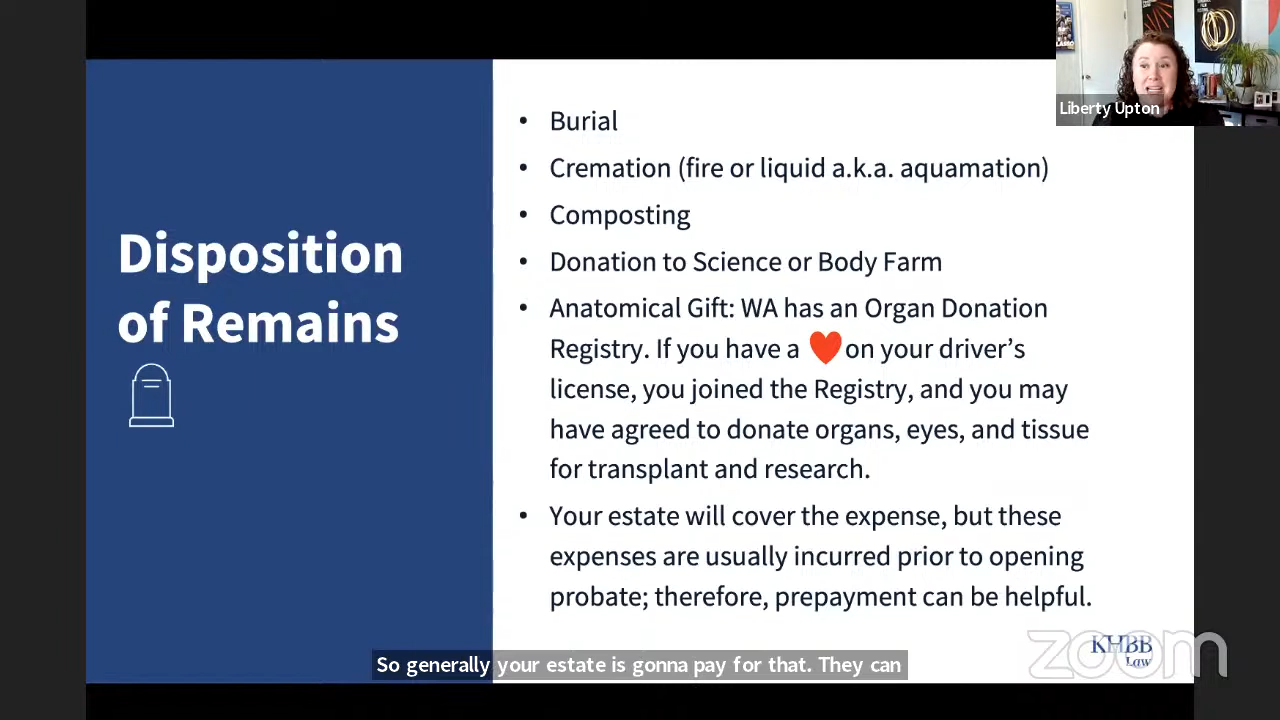 Liberty Upton
Disposition
of Remains
• Burial
• Cremation (fire or liquid a.k.a. aquamation)
• Composting
• Donation to Science or Body Farm
• Anatomical Gift: WA has an Organ Donation
Registry. If you have a ❤️ on your driver’s
license, you joined the Registry, and you may
have agreed to donate organs, eyes, and tissue
for transplant and research.
• Your estate will cover the expense, but these
expenses are usually incurred prior to opening
probate; therefore, prepayment can be helpful.
KHBB
Law
zoom
So generally your estate is gonna pay for that. They can